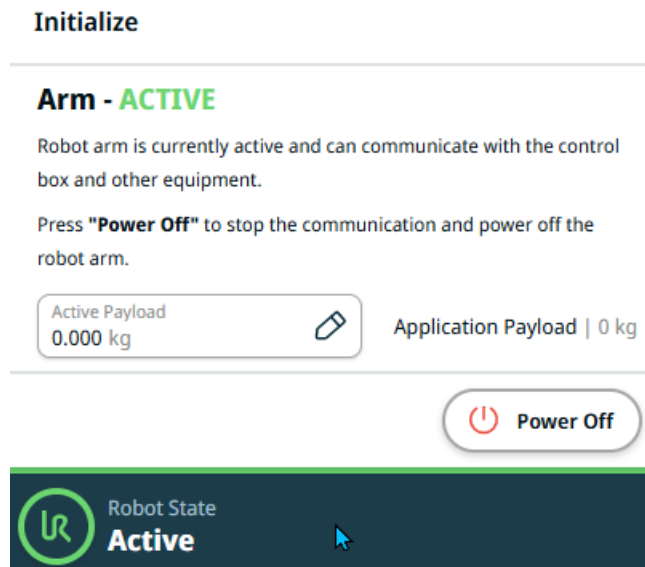 Initialize
Arm - ACTIVE
Robot arm is currently active and can communicate with the control
box and other equipment.
Press "Power Off" to stop the communication and power off the
robot arm.
Active Payload
0.000 kg
Application Payload | 0 kg
Power Off
UR
Robot State
Active